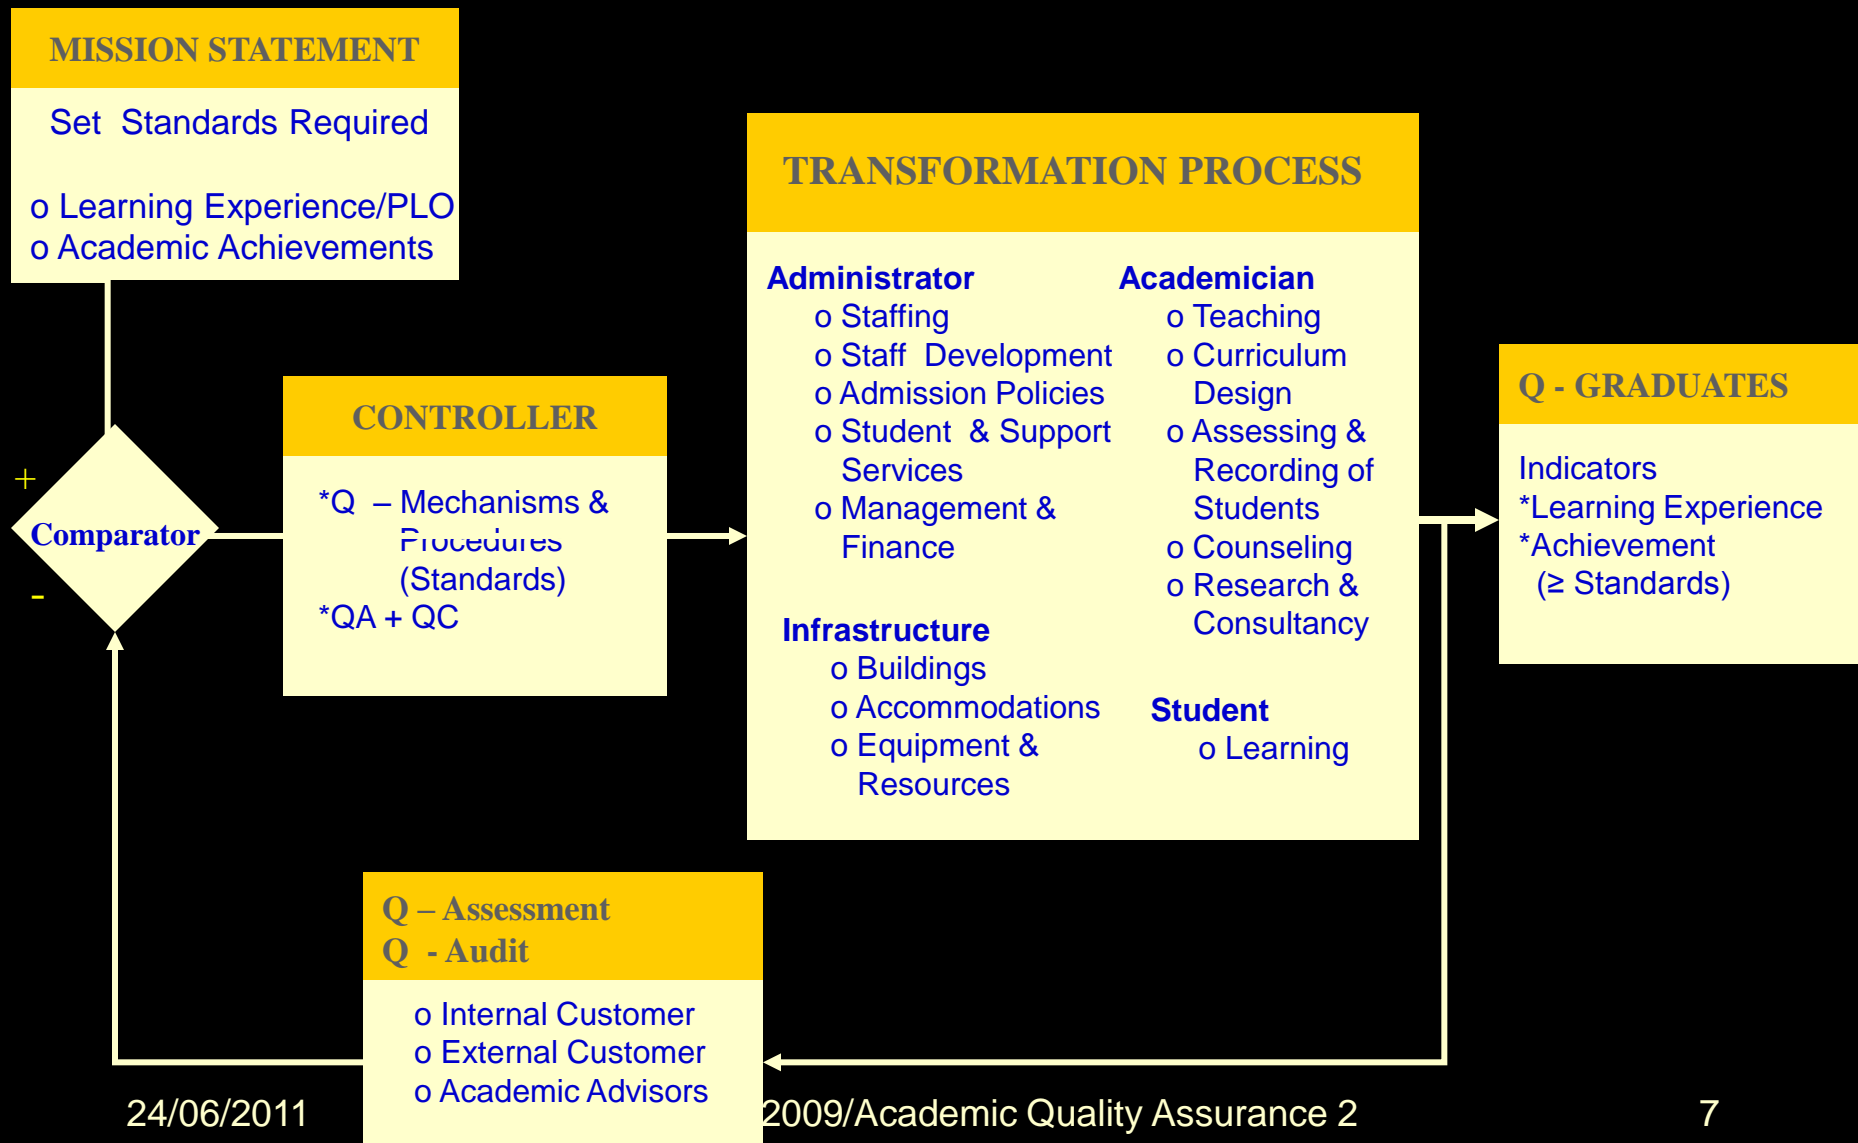 MISSION STATEMENT
Set Standards Required
o Learning Experience/PLO
o Academic Achievements
+
Comparator
-
CONTROLLER
*Q – Mechanisms &
Procedures
(Standards)
*QA + QC
TRANSFORMATION PROCESS
Administrator
o Staffing
o Staff Development
o Admission Policies
o Student & Support
Services
o Management &
Finance
Infrastructure
o Buildings
o Accommodations
o Equipment &
Resources
Academician
o Teaching
o Curriculum
Design
o Assessing &
Recording of
Students
o Counseling
o Research &
Consultancy
Student
o Learning
Q - GRADUATES
Indicators
*Learning Experience
*Achievement
(≥ Standards)
Q – Assessment
Q - Audit
o Internal Customer
o External Customer
o Academic Advisors
24/06/2011
2009/Academic Quality Assurance 2
7